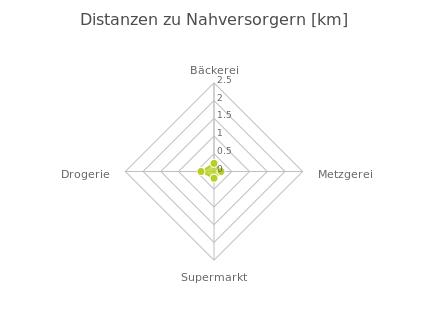 Distanzen zu Nahversorgern [km]
Bäckerei
2.5
2
1.5
1
0.5
0
Drogerie
Metzgerei
Supermarkt